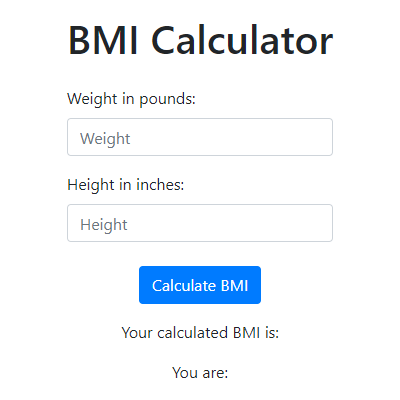 BMI Calculator
Weight in pounds:
Weight
Height in inches:
Height
Calculate BMI
Your calculated BMI is:
You are: